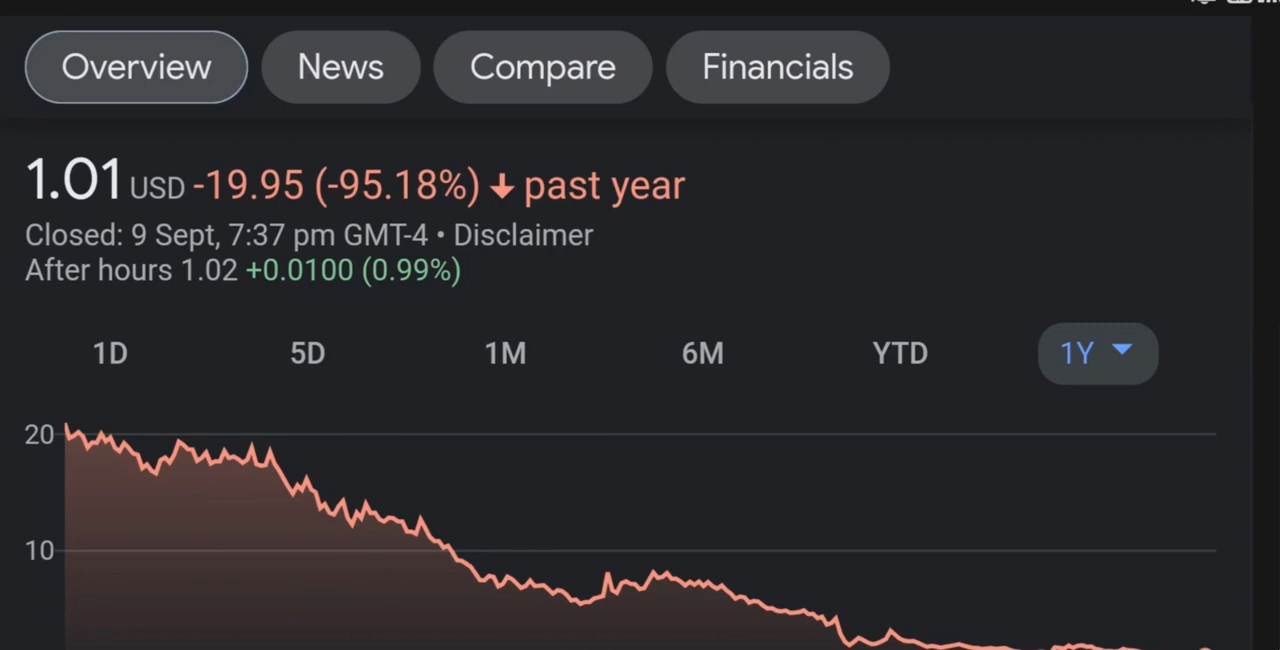 Overview News Compare Financials
1.01 USD -19.95 (-95.18%) ↓ past year
Closed: 9 Sept, 7:37 pm GMT-4 • Disclaimer
After hours 1.02 +0.0100 (0.99%)
1D 5D 1M 6M YTD 1Y
20
10